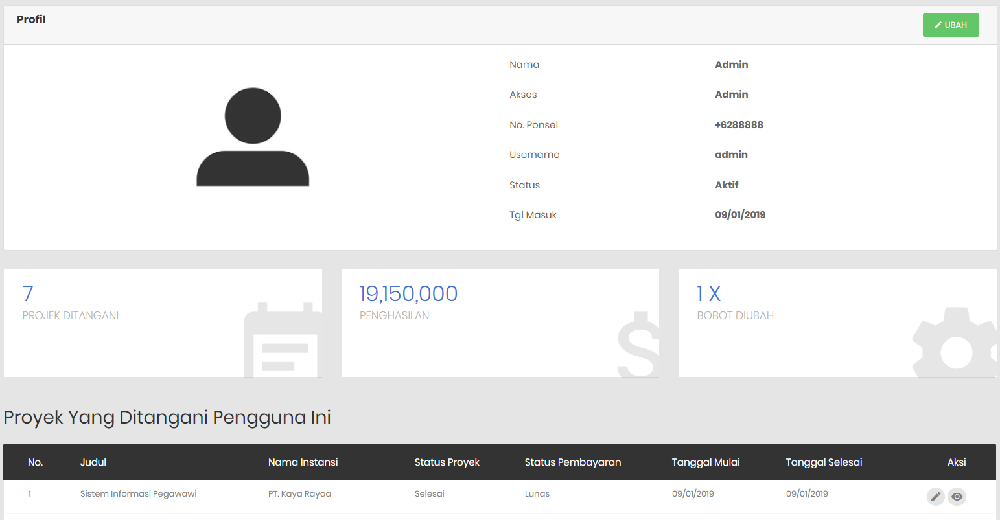 Profil
UBAH
Nama Admin
Akses Admin
No. Ponsel +6288888
Username admin
Status Aktif
Tgl Masuk 09/01/2019
7
PROJEK DITANGANI
19,150,000
PENGHASILAN
1 X
BOBOT DIUBAH
Proyek Yang Ditangani Pengguna Ini
No. Judul Nama Instansi Status Proyek Status Pembayaran Tanggal Mulai Tanggal Selesai Aksi
1 Sistem Informasi Pegawawi PT. Kaya Rayaa Selesai Lunas 09/01/2019 09/01/2019